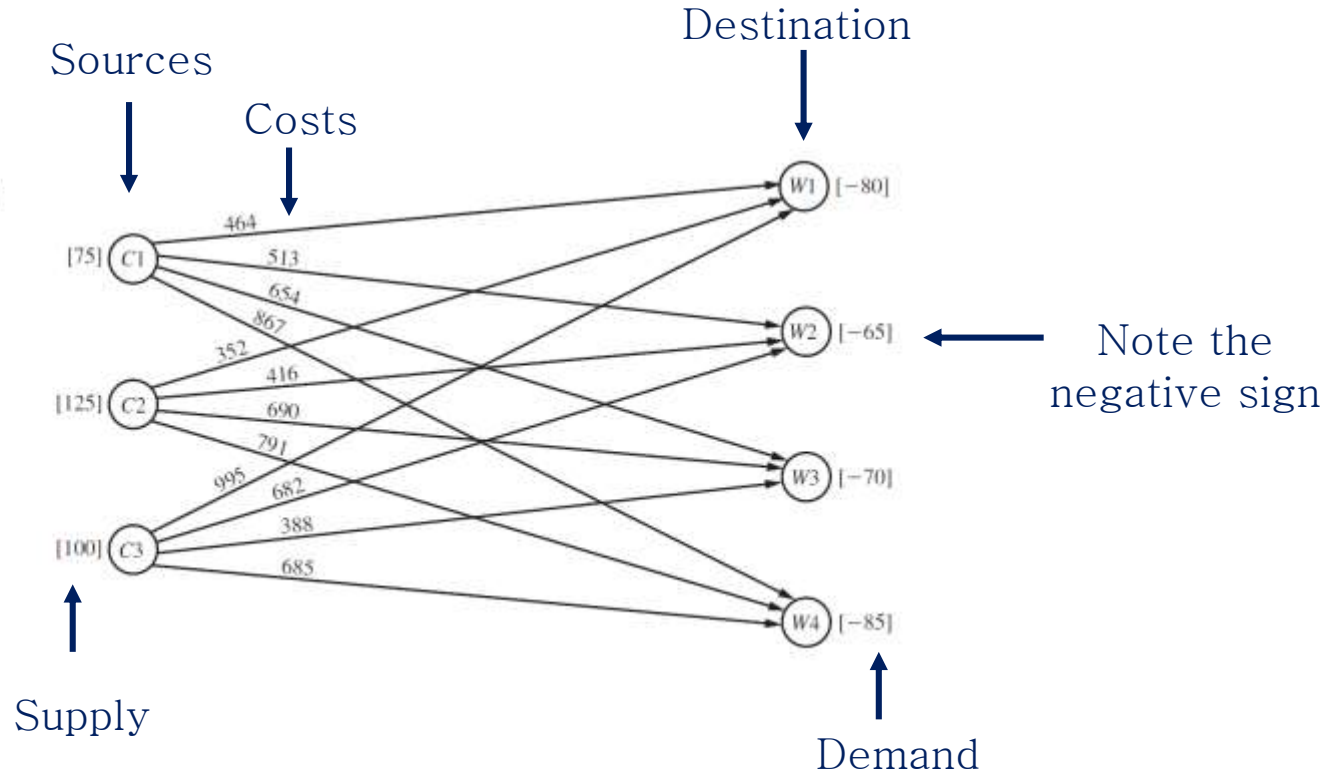 Destination
Sources
Costs
W1 [−80]
464
[75] C1
513
654
867
W2 [−65]
Note the
negative sign
352
416
[125] C2
690
791
995
W3 [−70]
682
388
[100] C3
685
W4 [−85]
Supply
Demand